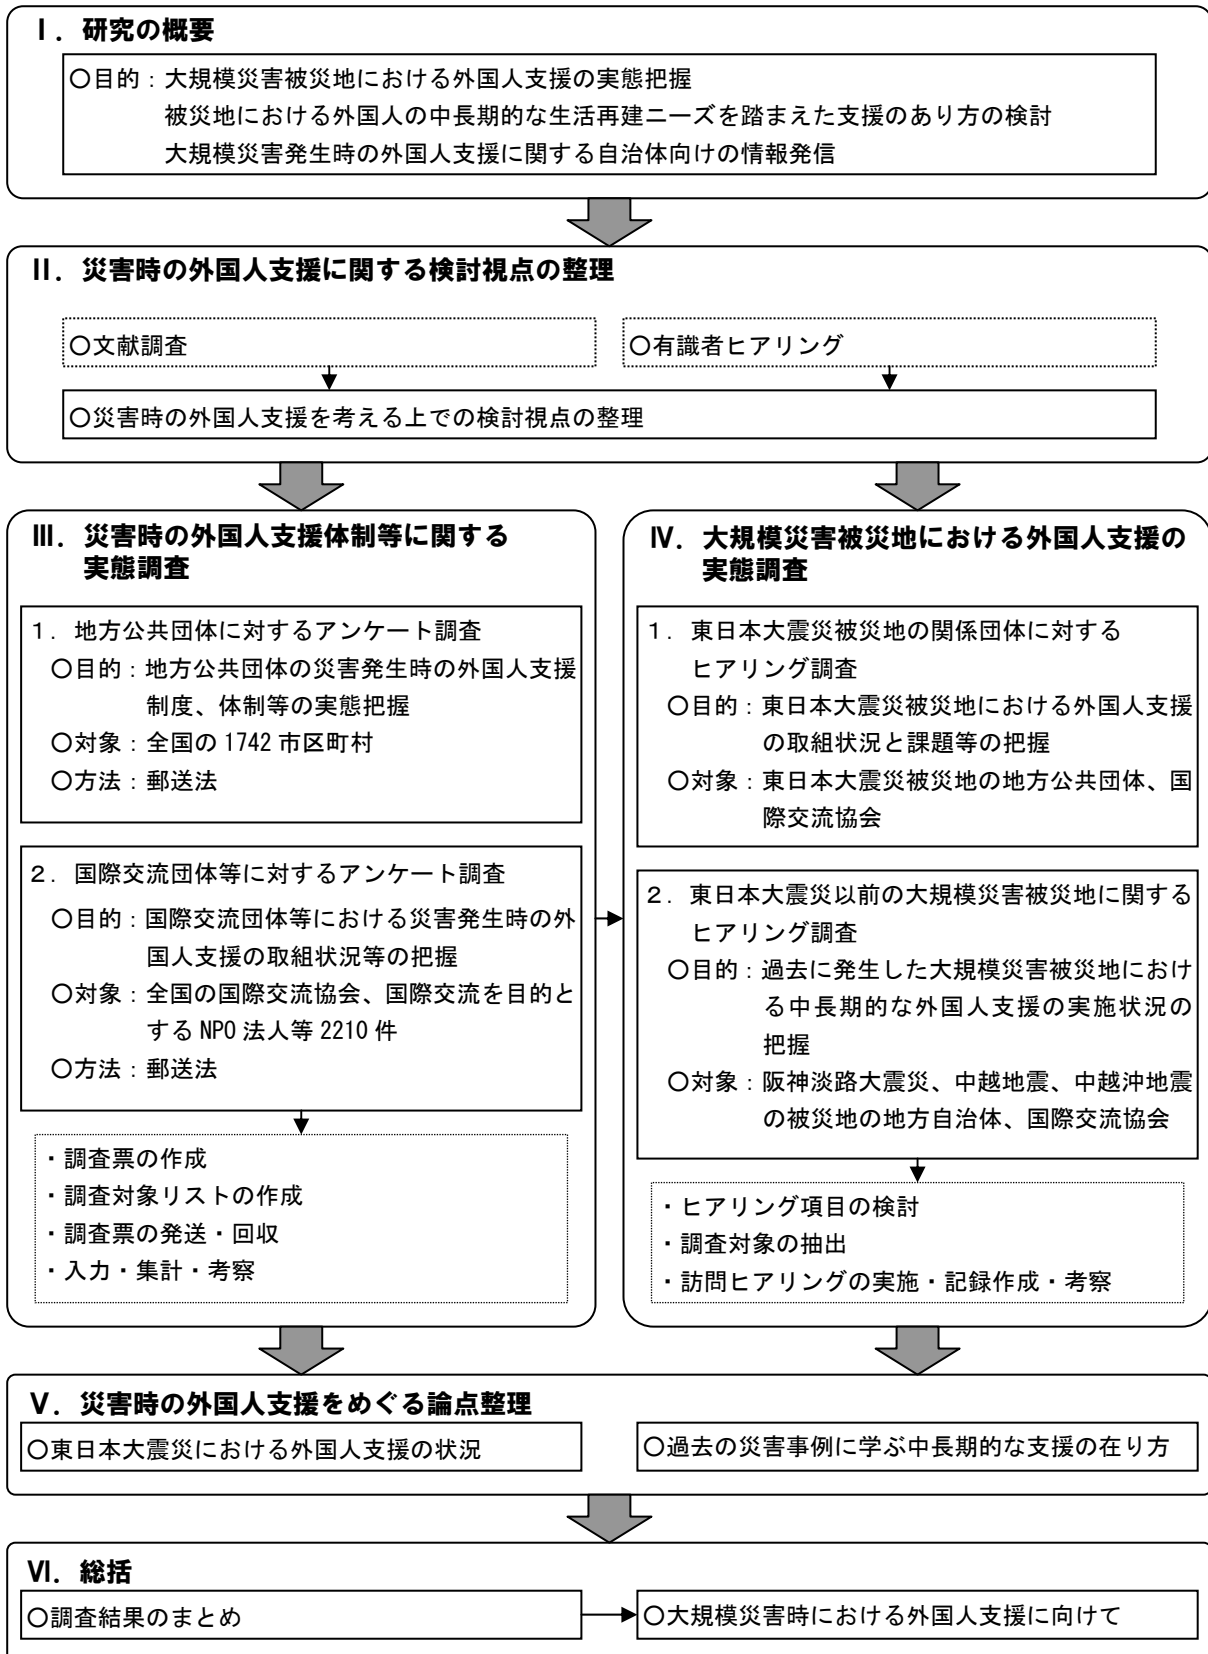 Ⅰ．研究の概要
○目的：大規模災害被災地における外国人支援の実態把握
被災地における外国人の中長期的な生活再建ニーズを踏まえた支援のあり方の検討
大規模災害発生時の外国人支援に関する自治体向けの情報発信
Ⅱ．災害時の外国人支援に関する検討視点の整理
○文献調査
○有識者ヒアリング
○災害時の外国人支援を考える上での検討視点の整理
Ⅲ．災害時の外国人支援体制等に関する
実態調査
１．地方公共団体に対するアンケート調査
○目的：地方公共団体の災害発生時の外国人支援
制度、体制等の実態把握
○対象：全国の 1742 市区町村
○方法：郵送法
２．国際交流団体等に対するアンケート調査
○目的：国際交流団体等における災害発生時の外
国人支援の取組状況等の把握
○対象：全国の国際交流協会、国際交流を目的と
する NPO 法人等 2210 件
○方法：郵送法
・調査票の作成
・調査対象リストの作成
・調査票の発送・回収
・入力・集計・考察
Ⅳ．大規模災害被災地における外国人支援の
実態調査
１．東日本大震災被災地の関係団体に対する
ヒアリング調査
○目的：東日本大震災被災地における外国人支援
の取組状況と課題等の把握
○対象：東日本大震災被災地の地方公共団体、国
際交流協会
２．東日本大震災以前の大規模災害被災地に関する
ヒアリング調査
○目的：過去に発生した大規模災害被災地におけ
る中長期的な外国人支援の実施状況の
把握
○対象：阪神淡路大震災、中越地震、中越沖地震
の被災地の地方自治体、国際交流協会
・ヒアリング項目の検討
・調査対象の抽出
・訪問ヒアリングの実施・記録作成・考察
Ⅴ．災害時の外国人支援をめぐる論点整理
○東日本大震災における外国人支援の状況
○過去の災害事例に学ぶ中長期的な支援の在り方
Ⅵ．総括
○調査結果のまとめ
○大規模災害時における外国人支援に向けて